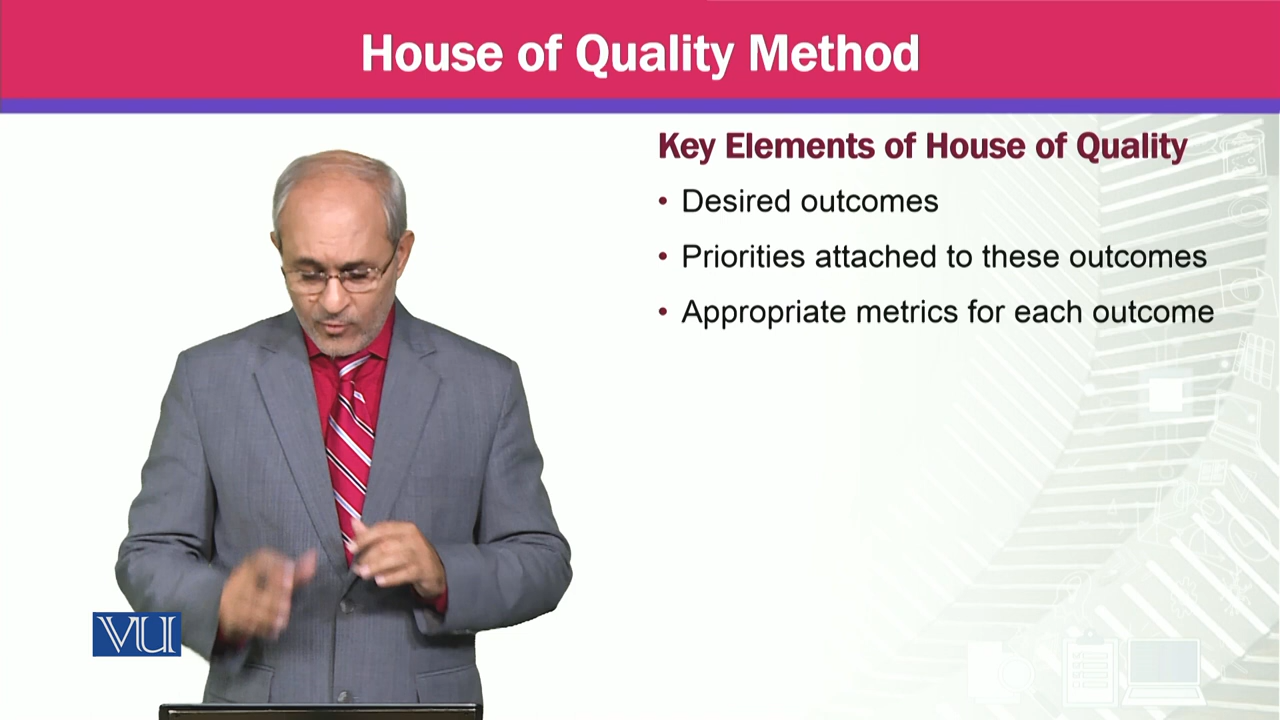 House of Quality Method
Key Elements of House of Quality
• Desired outcomes
• Priorities attached to these outcomes
• Appropriate metrics for each outcome
VU